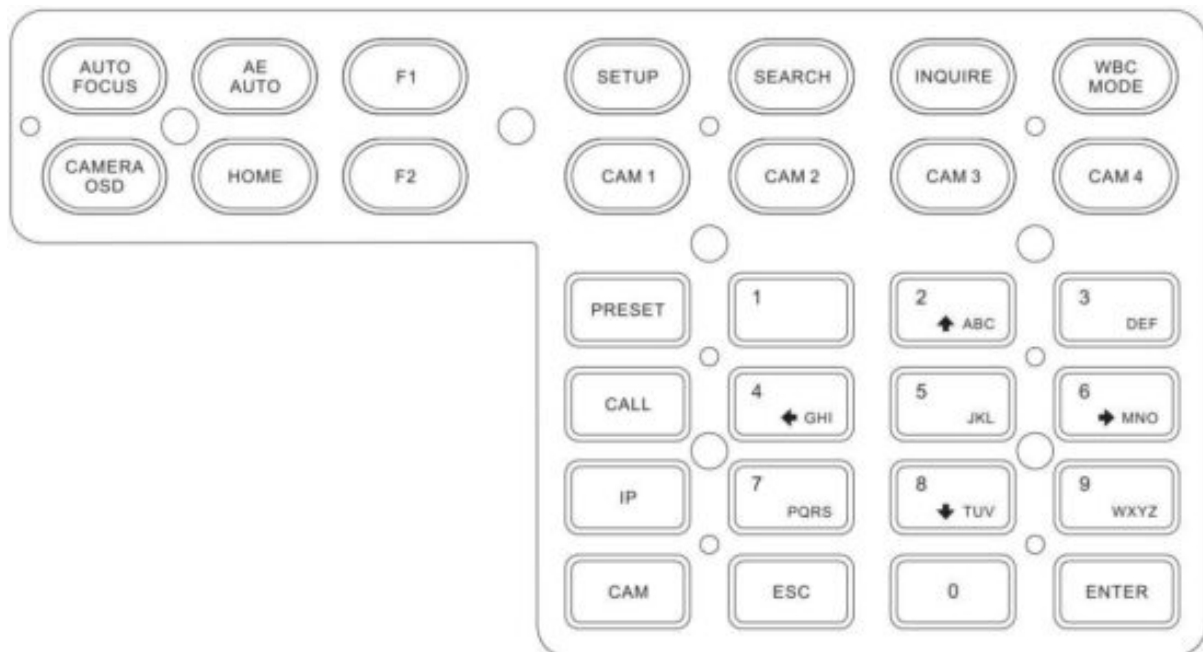 AUTO
FOCUS
AE
AUTO
F1
SETUP
SEARCH
INQUIRE
WBC
MODE
CAMERA
OSD
HOME
F2
CAM 1
CAM 2
CAM 3
CAM 4
PRESET
1
2
ABC
3
DEF
CALL
4
GHI
5
JKL
6
MNO
IP
7
PQRS
8
TUV
9
WXYZ
CAM
ESC
0
ENTER